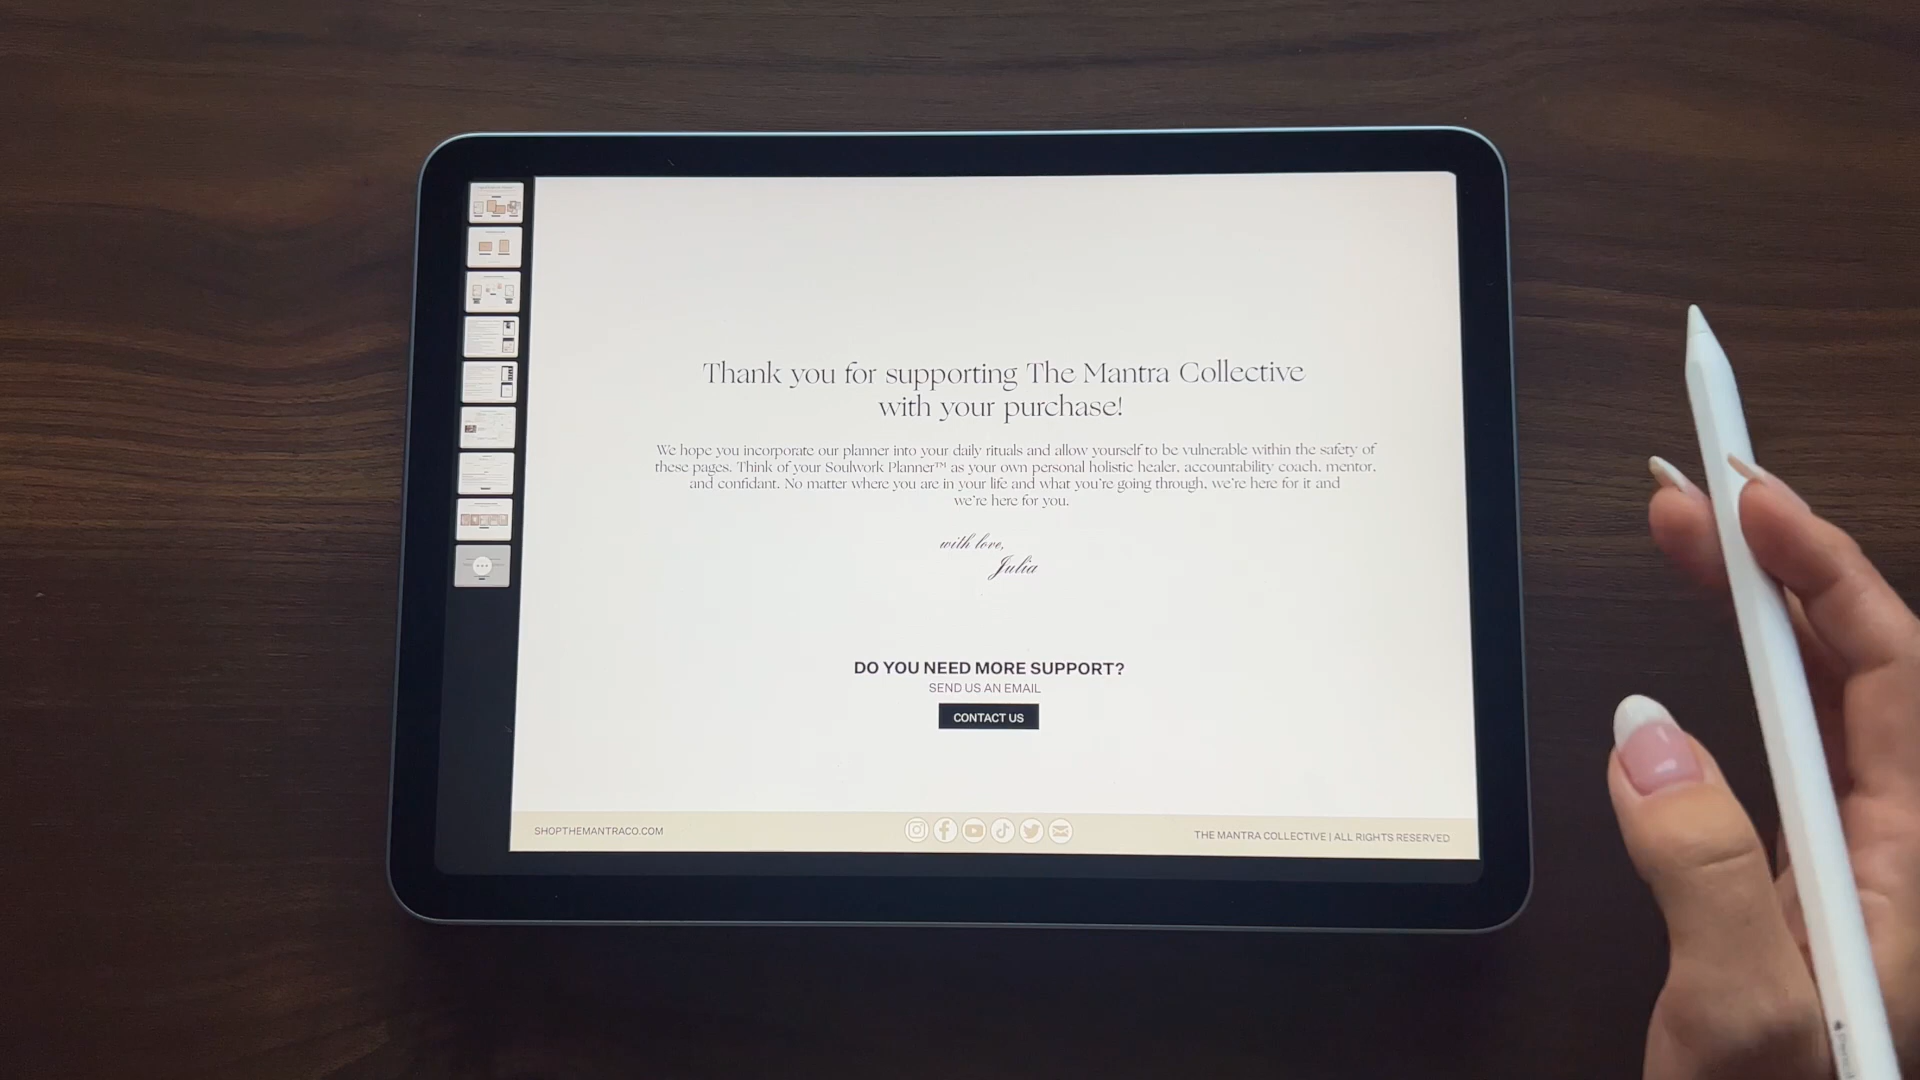 Thank you for supporting The Mantra Collective
with your purchase!
We hope you incorporate our planner into your daily rituals and allow yourself to be vulnerable within the safety of
these pages. Think of your Soulwork Planner™ as your own personal holistic healer, accountability coach, mentor,
and confidant. No matter where you are in your life and what you're going through, we're here for it and
we're here for you.
with love,
Julia
DO YOU NEED MORE SUPPORT?
SEND US AN EMAIL
CONTACT US
SHOPTHEMANTRACO.COM
THE MANTRA COLLECTIVE | ALL RIGHTS RESERVED